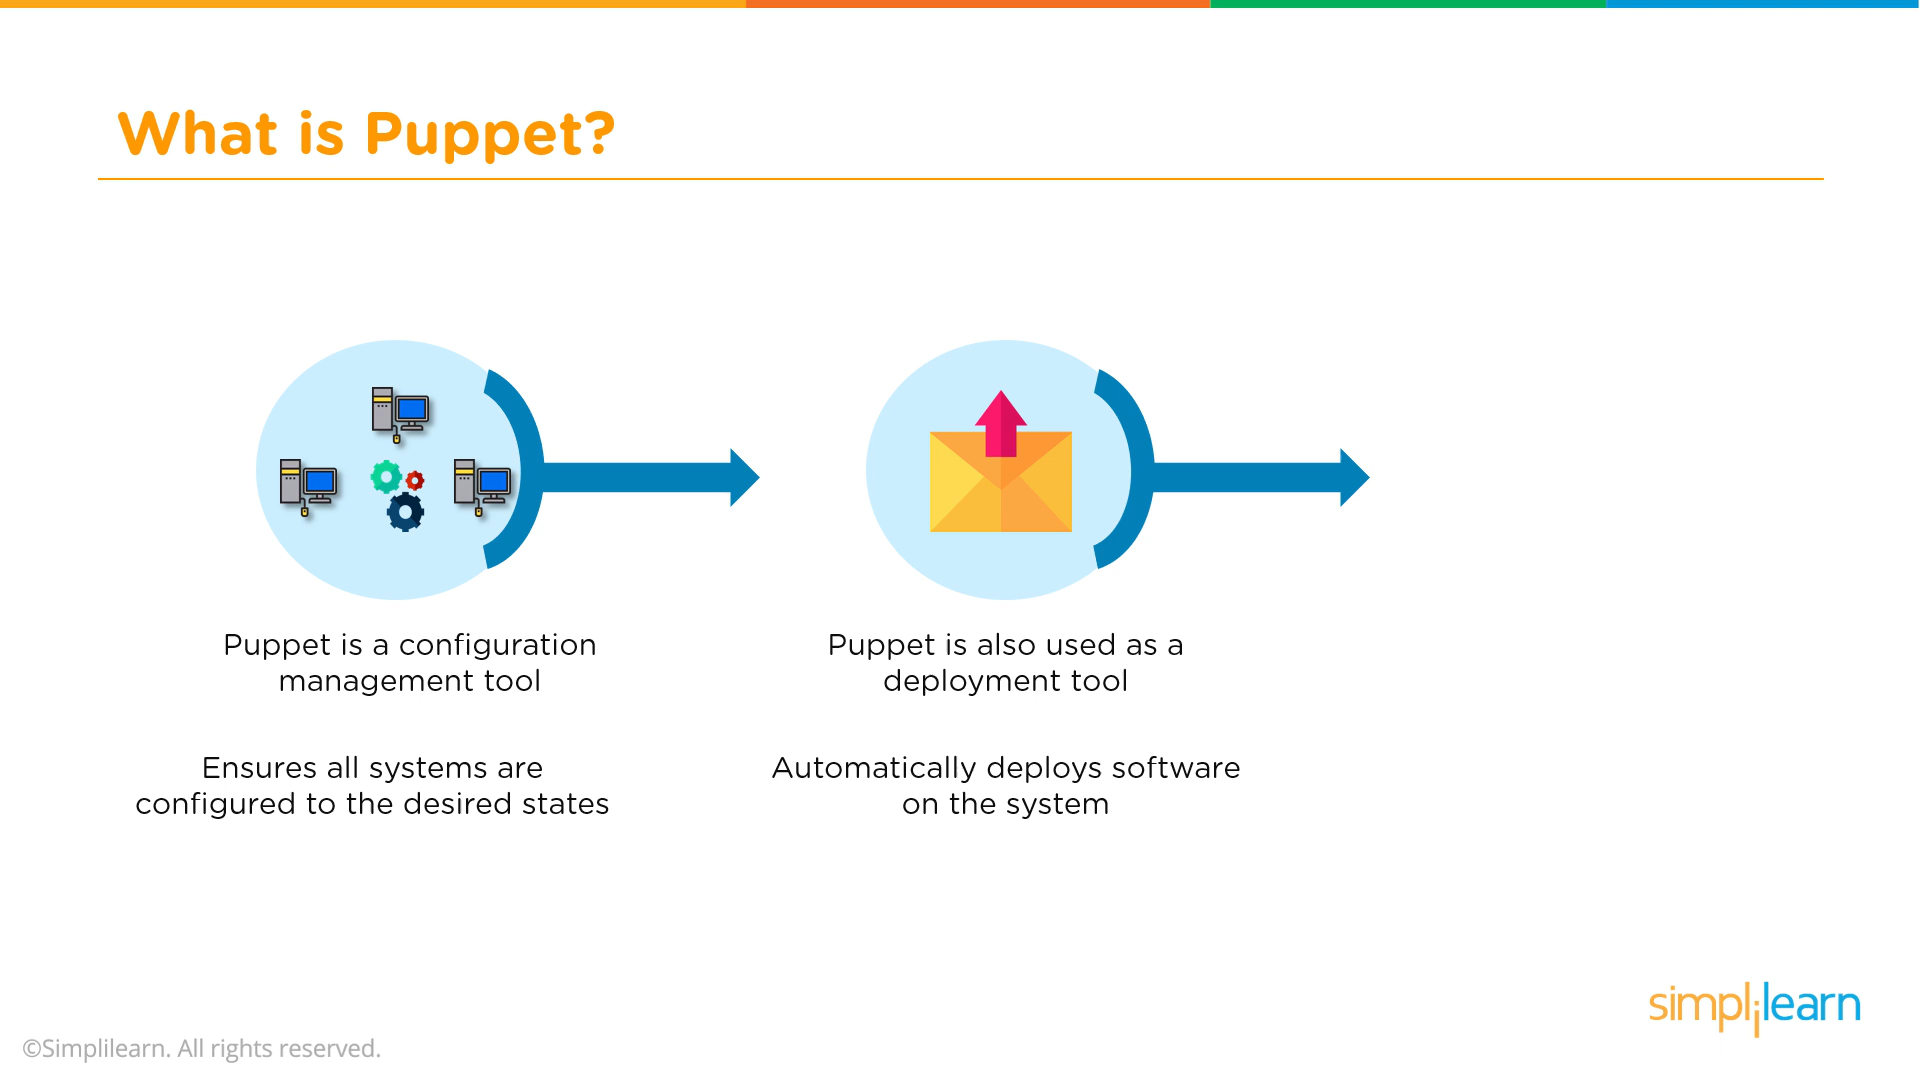 What is Puppet?
Puppet is a configuration
management tool
Ensures all systems are
configured to the desired states
Puppet is also used as a
deployment tool
Automatically deploys software
on the system
simplilearn
©Simplilearn. All rights reserved.